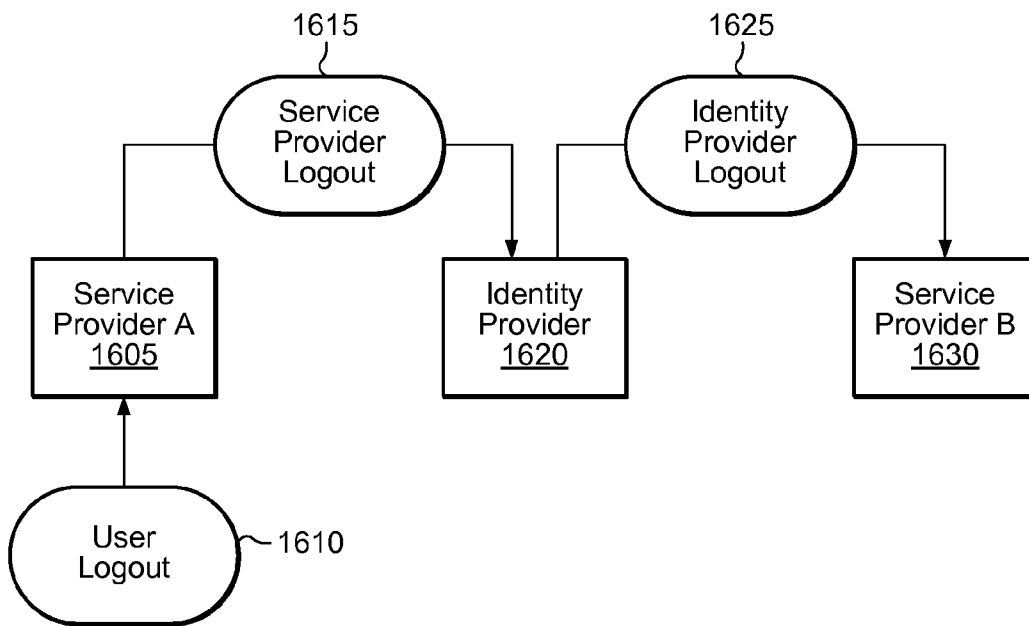 1615
1625
Service
Provider
Logout
Identity
Provider
Logout
Service
Provider A
1605
Identity
Provider
1620
Service
Provider B
1630
User
Logout
1610